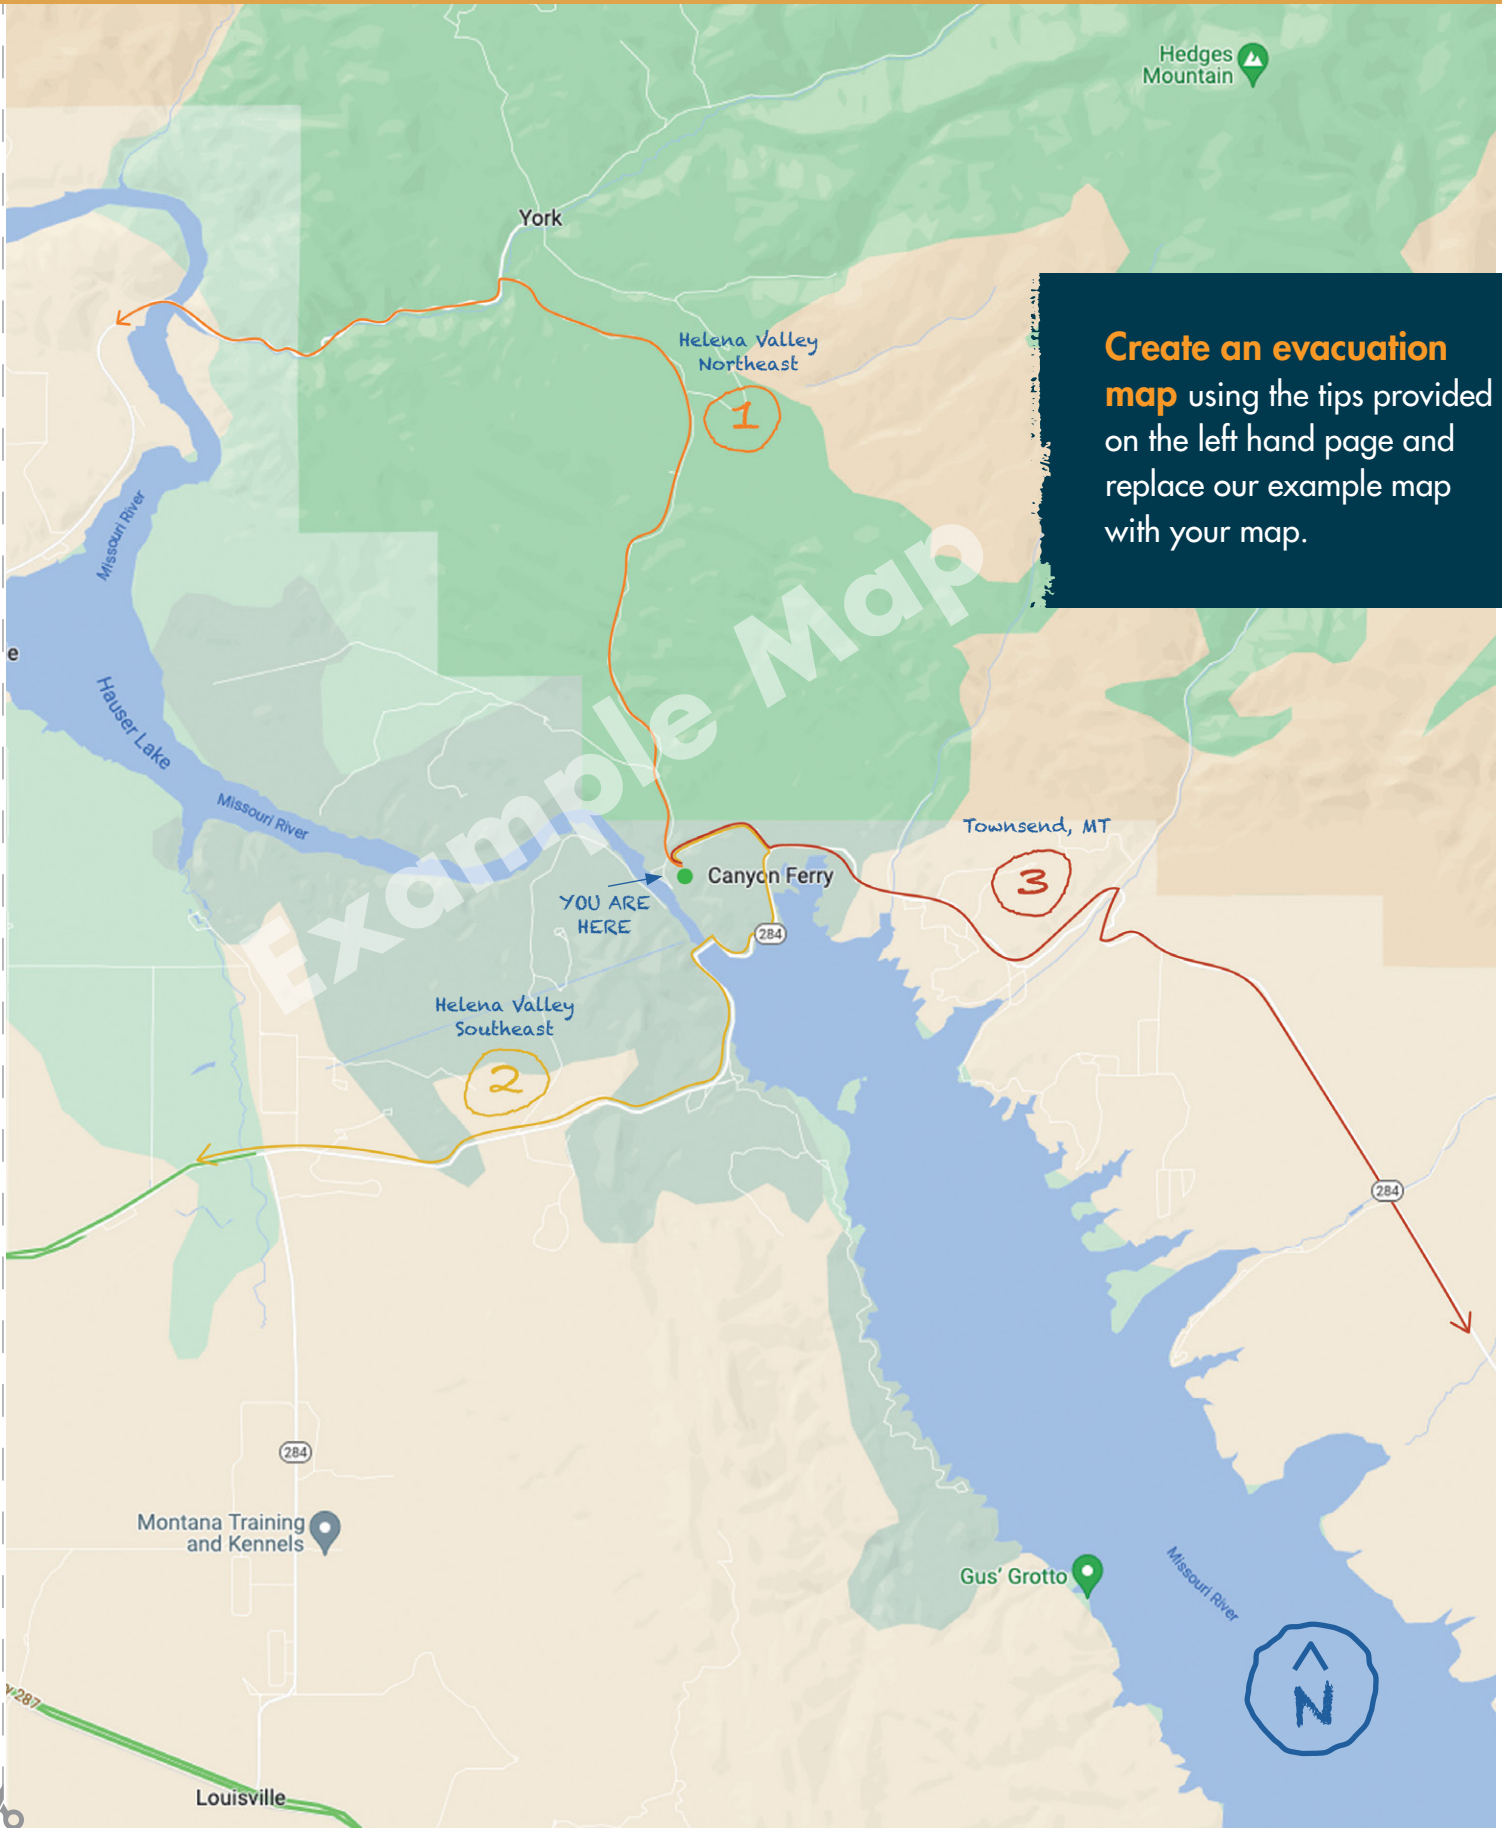 Hedges
Mountain
York
Create an evacuation
map using the tips provided
on the left hand page and
replace our example map
with your map.
Helena Valley
Northeast
1
Missouri River
Example Map
e
Hauser Lake
Missouri River
Townsend, MT
3
Canyon Ferry
YOU ARE
HERE
284
Helena Valley
Southeast
2
284
284
Montana Training
and Kennels
Gus' Grotto
Missouri River
N
287
Louisville